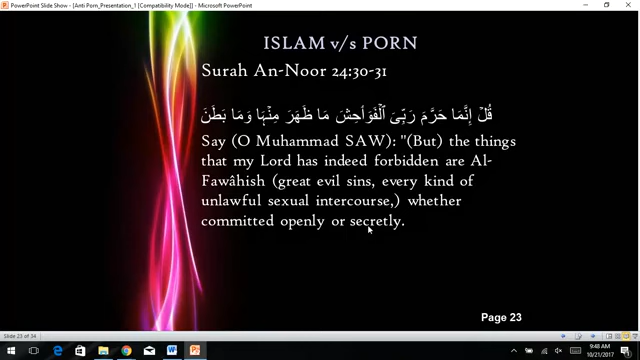 PowerPoint Slide Show - [Anti Porn_Presentation_1 [Compatibility Mode]] - Microsoft PowerPoint
ISLAM v/s PORN
Surah An-Noor 24:30-31
قُلۡ إِنَّمَا حَرَّمَ رَبِّىَ ٱلۡفَوَٲحِشَ مَا ظَهَرَ مِنۡہَا وَمَا بَطَنَ
Say (O Muhammad SAW): "(But) the things
that my Lord has indeed forbidden are Al-
Fawâhish (great evil sins, every kind of
unlawful sexual intercourse,) whether
committed openly or secretly.
Page 23
Slide 23 of 34
9:48 AM
10/21/2017